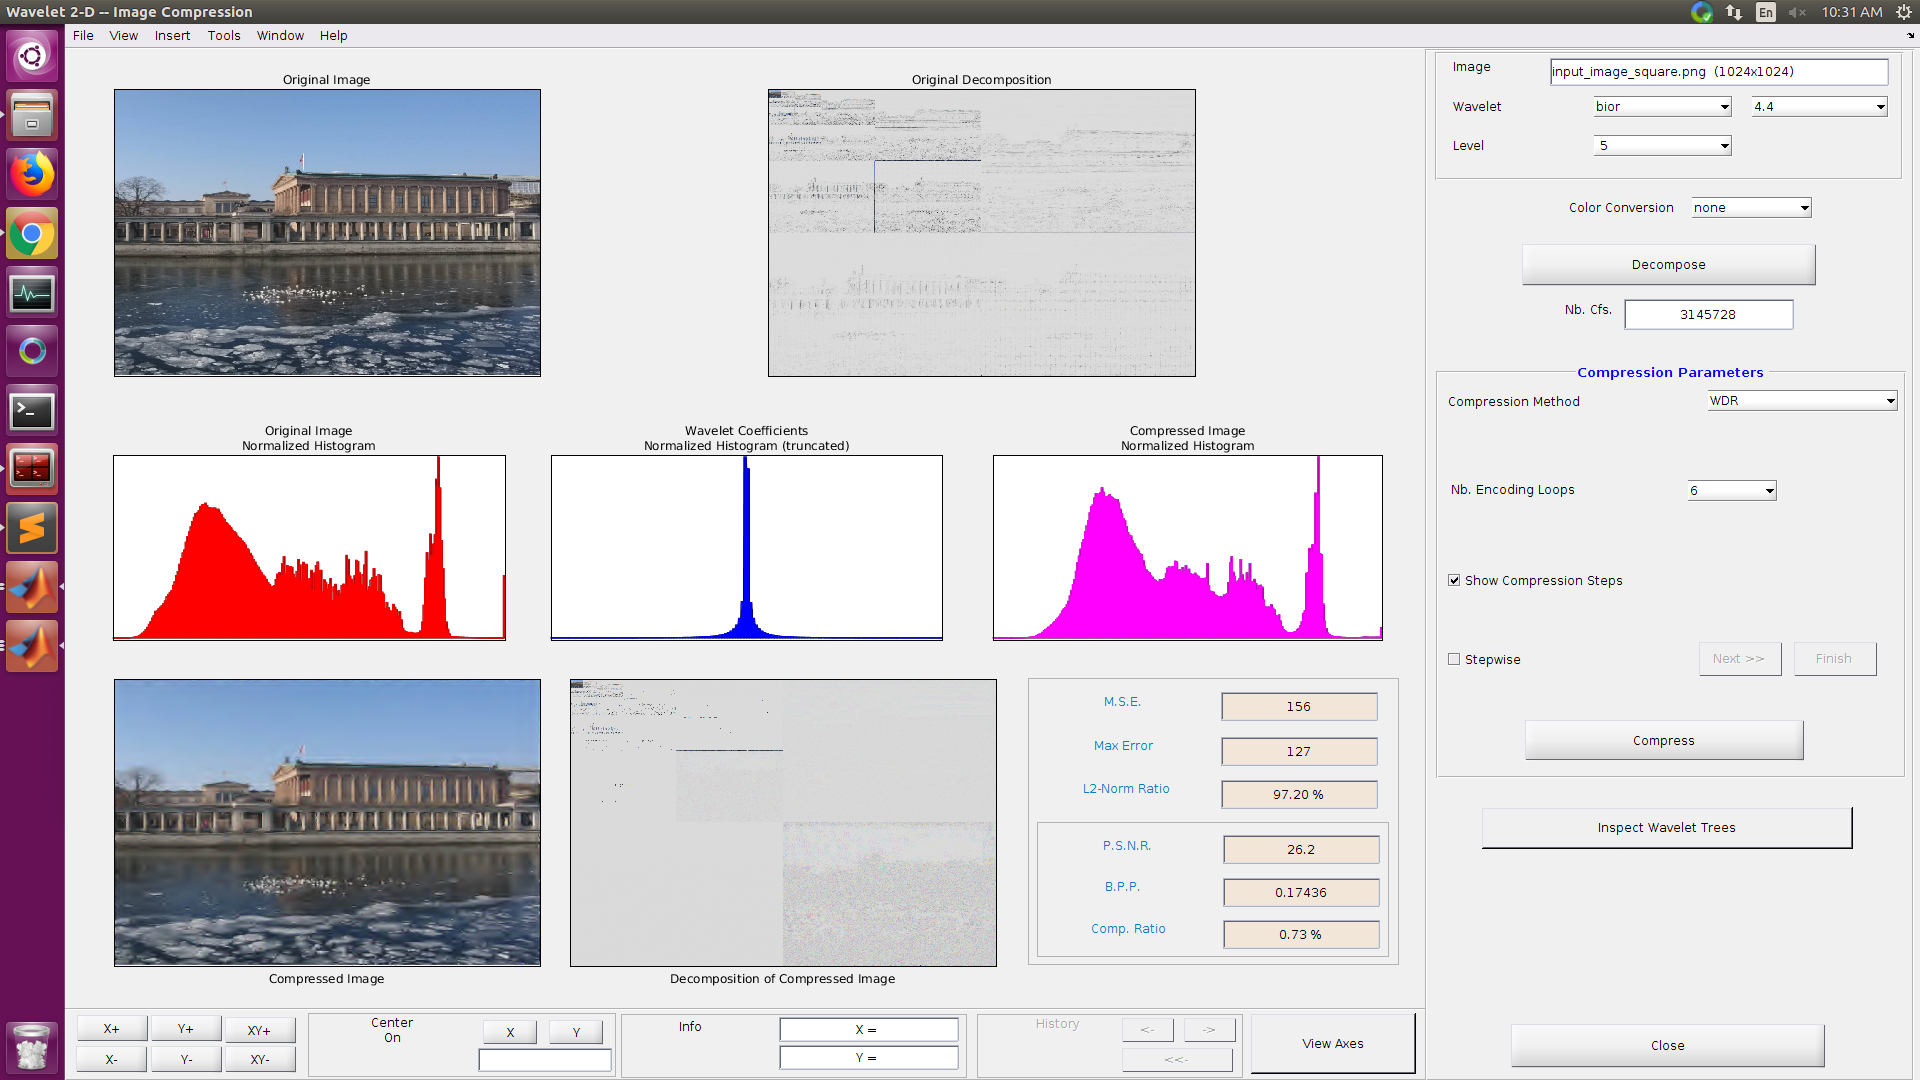 Wavelet 2-D -- Image Compression
En
10:31 AM
File View Insert Tools Window Help
Original Image
Original Decomposition
Original Image
Normalized Histogram
Wavelet Coefficients
Normalized Histogram (truncated)
Compressed Image
Normalized Histogram
Compressed Image
Decomposition of Compressed Image
M.S.E. 156
Max Error 127
L2-Norm Ratio 97.20 %
P.S.N.R. 26.2
B.P.P. 0.17436
Comp. Ratio 0.73 %
Image input_image_square.png (1024x1024)
Wavelet bior 4.4
Level 5
Color Conversion none
Decompose
Nb. Cfs. 3145728
Compression Parameters
Compression Method WDR
Nb. Encoding Loops 6
Show Compression Steps
Stepwise Next >> Finish
Compress
Inspect Wavelet Trees
Close
X+ Y+ XY+
X- Y- XY-
Center
On
X Y
Info
X =
Y =
History
<- ->
<<-
View Axes